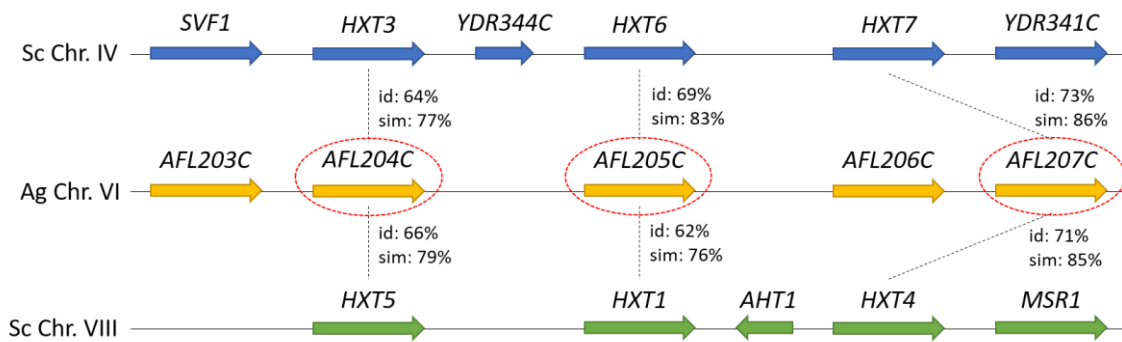 SVF1 HXT3 YDR344C HXT6 HXT7 YDR341C
Sc Chr. IV
id: 64% id: 69% id: 73%
sim: 77% sim: 83% sim: 86%
AFL203C AFL204C AFL205C AFL206C AFL207C
Ag Chr. VI
id: 66% id: 62% id: 71%
sim: 79% sim: 76% sim: 85%
HXT5 HXT1 AHT1 HXT4 MSR1
Sc Chr. VIII